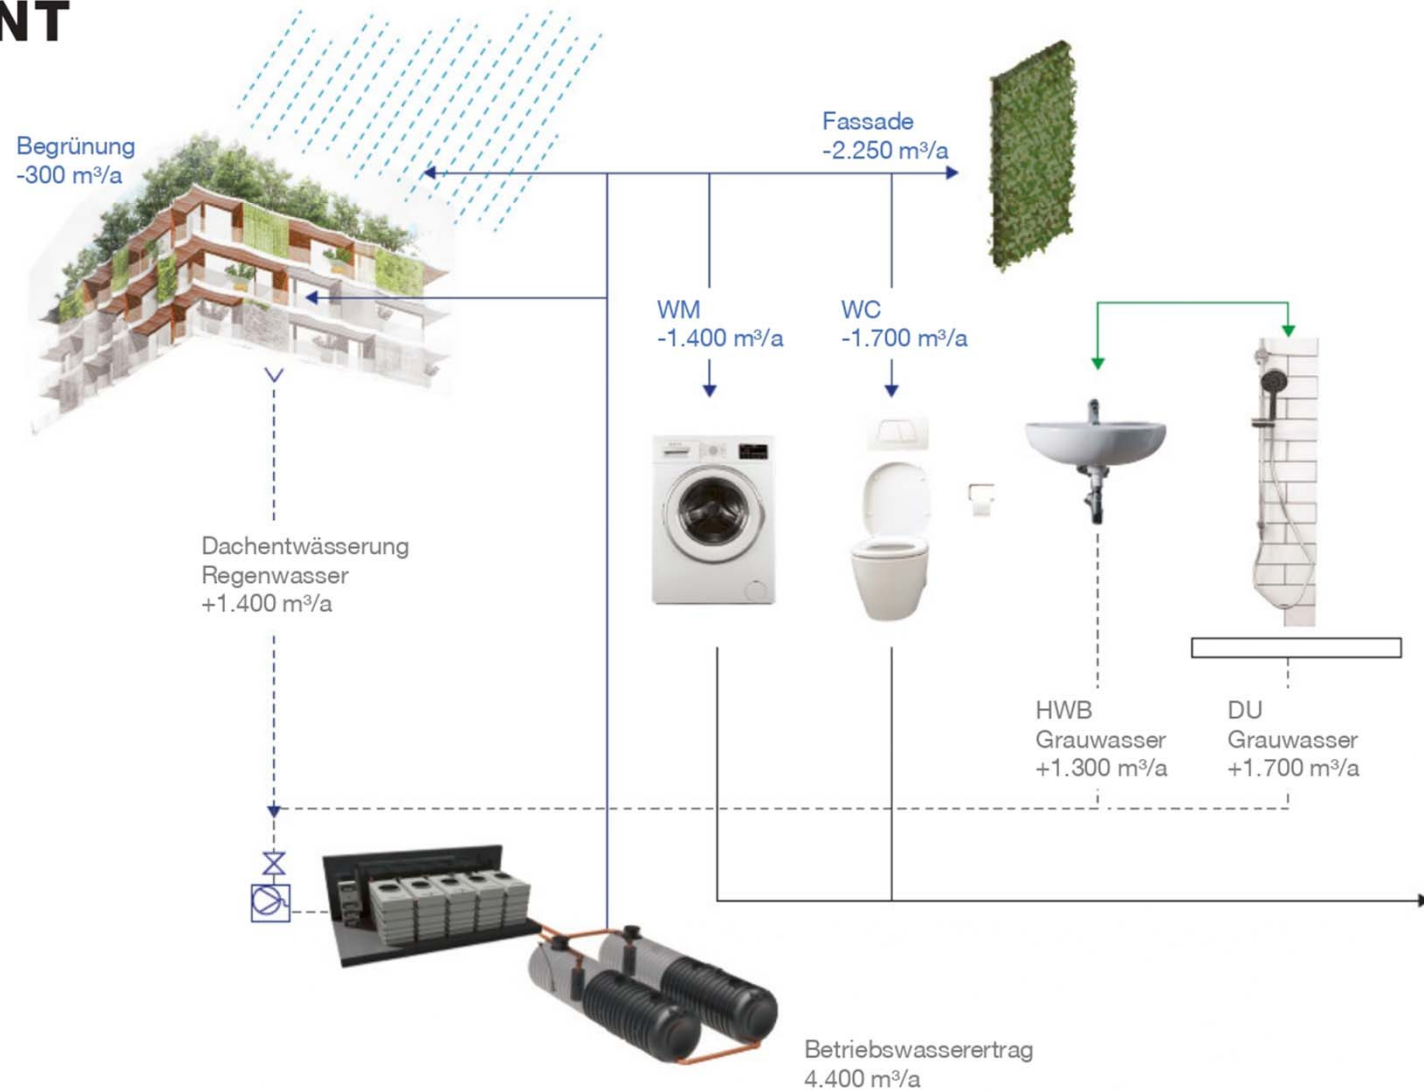 NT
Begrünung
-300 m³/a
Fassade
-2.250 m³/a
WM
-1.400 m³/a
WC
-1.700 m³/a
Dachentwässerung
Regenwasser
+1.400 m³/a
HWB
Grauwasser
+1.300 m³/a
DU
Grauwasser
+1.700 m³/a
Betriebswasserertrag
4.400 m³/a